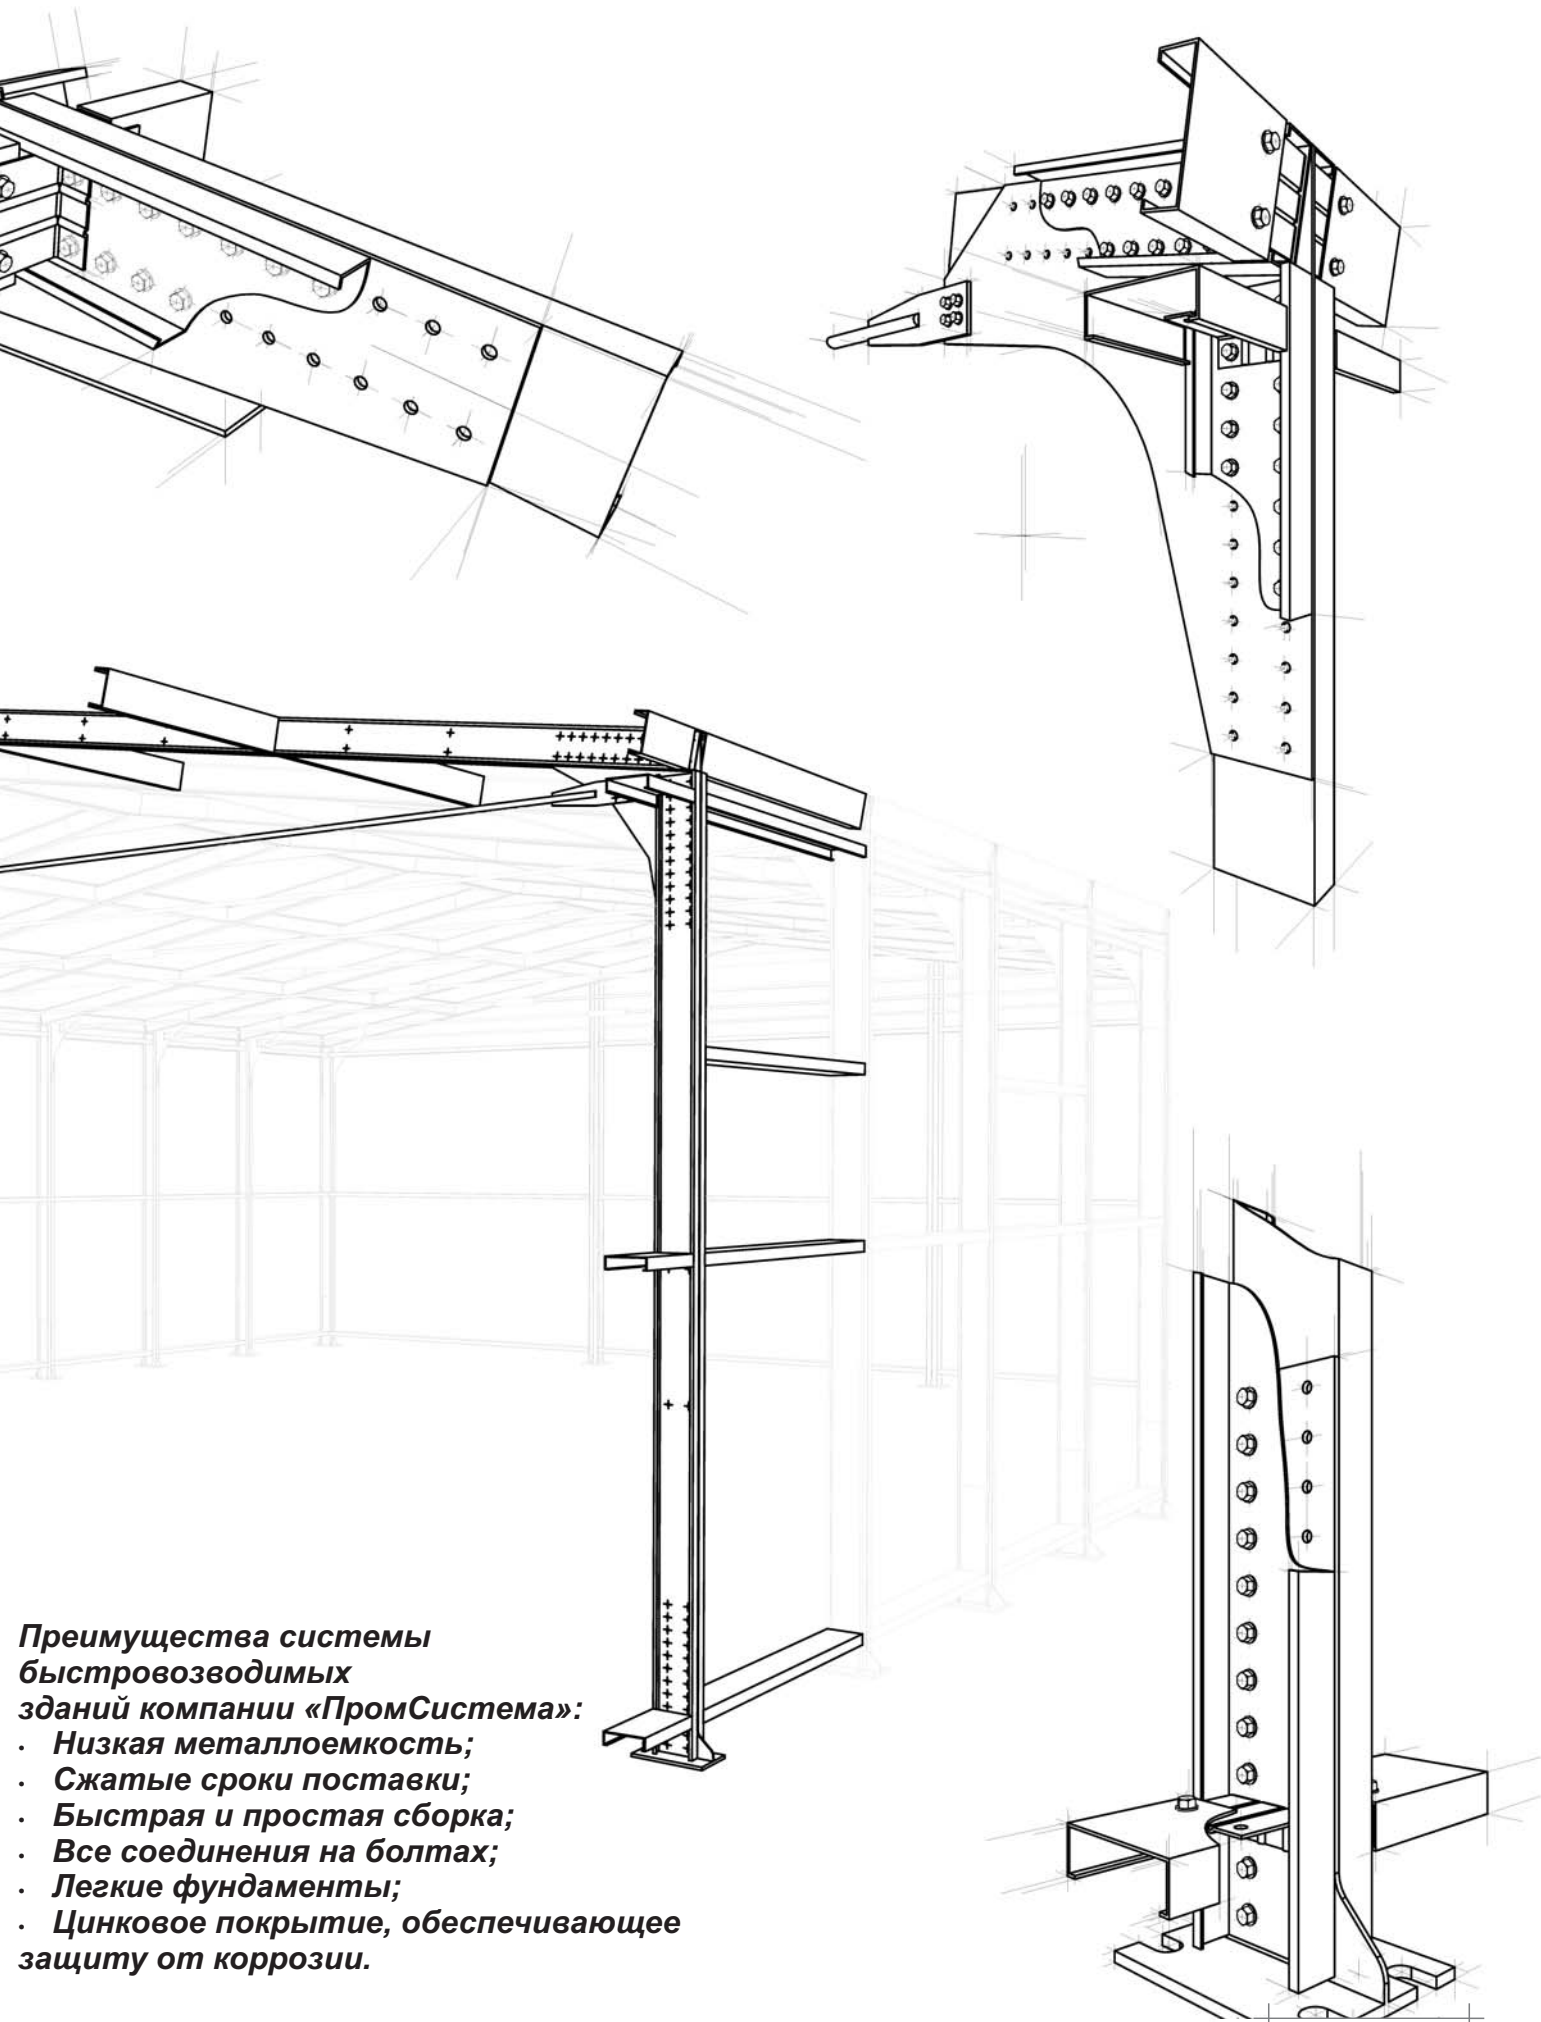 Преимущества системы
быстровозводимых
зданий компании «ПромСистема»:
· Низкая металлоемкость;
· Сжатые сроки поставки;
· Быстрая и простая сборка;
· Все соединения на болтах;
· Легкие фундаменты;
· Цинковое покрытие, обеспечивающее
защиту от коррозии.